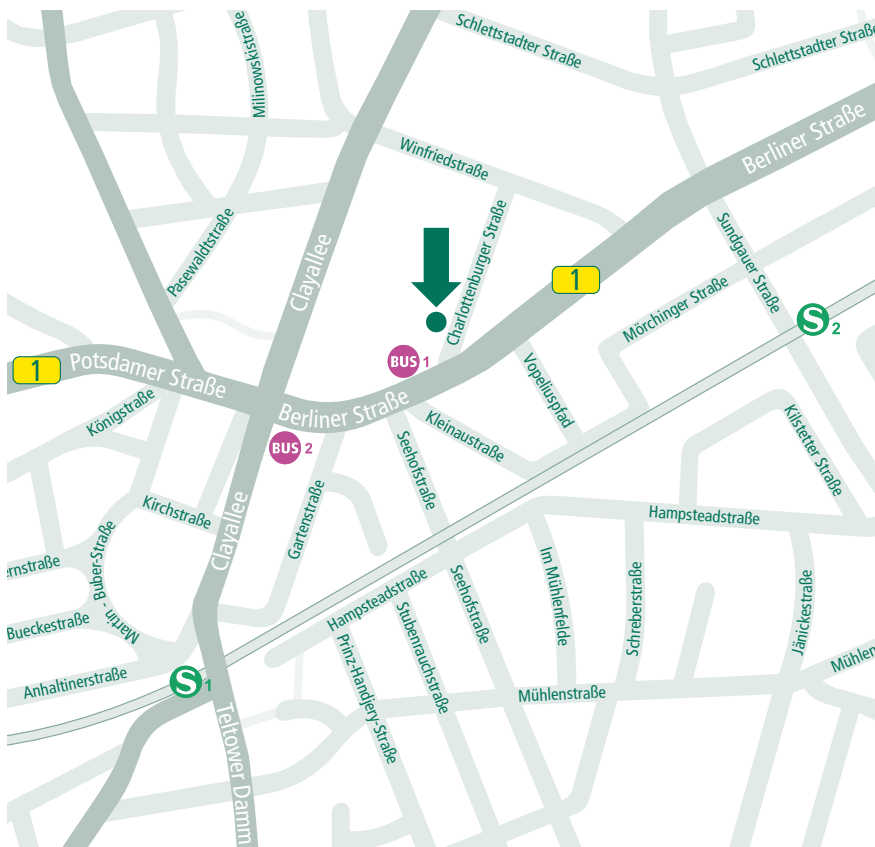 Schlettstadter Straße
Schlettstadter Straße
Milinowskistraße
Berliner Straße
Winfriedstraße
Pasewaldtstraße
Clayallee
Charlottenburger Straße
Sundgauer Straße
1
Mörchinger Straße
S 2
BUS 1
1
Potsdamer Straße
Vopeliuspfad
Königstraße
Berliner Straße
Kleinaustraße
BUS 2
Seehofstraße
Kilstetter Straße
Kirchstraße
Clayallee
Gartenstraße
Hampsteadstraße
ernstraße
Martin - Buber-Straße
Hampsteadstraße
Seehofstraße
Im Mühlenfelde
Schreberstraße
Jänickestraße
Bueckestraße
Stubenrauchstraße
Prinz-Handjery-Straße
Mühlen
Anhaltinerstraße
S 1
Mühlenstraße
Teltower Damm